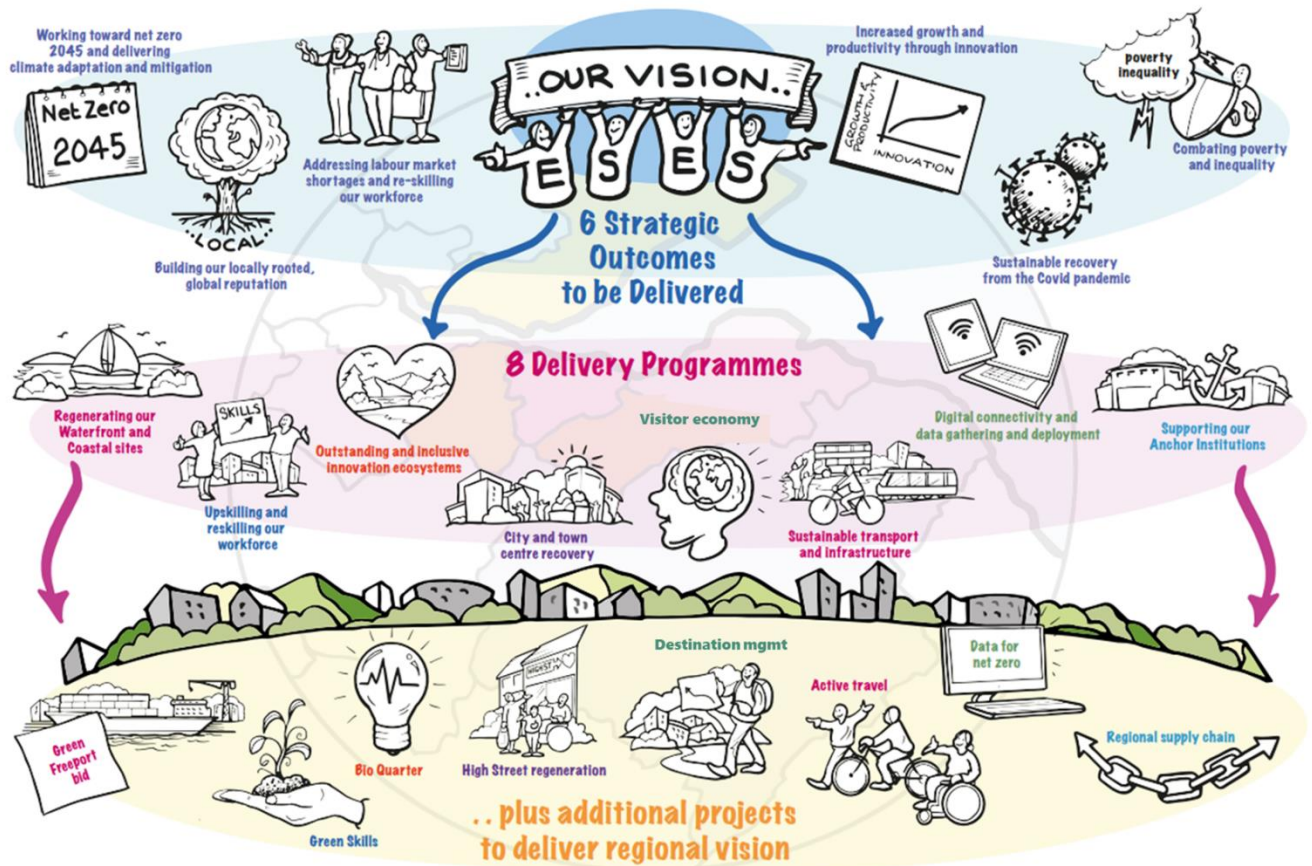 Working toward net zero
2045 and delivering
climate adaptation and mitigation
Net Zero
2045
LOCAL
Building our locally rooted,
global reputation
Addressing labour market
shortages and re-skilling
our workforce
..OUR VISION..
E S E S
6 Strategic
Outcomes
to be Delivered
Increased growth and
productivity through innovation
GROWTH &
PRODUCTIVITY
INNOVATION
poverty
inequality
Combating poverty
and inequality
Sustainable recovery
from the Covid pandemic
8 Delivery Programmes
Regenerating our
Waterfront and
Coastal sites
SKILLS
Upskilling and
reskilling our
workforce
Outstanding and inclusive
innovation ecosystems
City and town
centre recovery
Visitor economy
Sustainable transport
and infrastructure
Digital connectivity and
data gathering and deployment
Supporting our
Anchor Institutions
Green
Freeport
bid
Green Skills
Bio Quarter
HIGH ST
High Street regeneration
Destination mgmt
Active travel
Data for
net zero
Regional supply chain
.. plus additional projects
to deliver regional vision